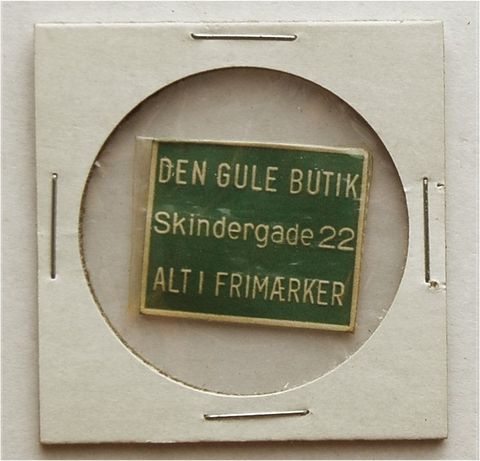 DEN GULE BUTIK
Skindergade 22
ALT I FRIMÆRKER